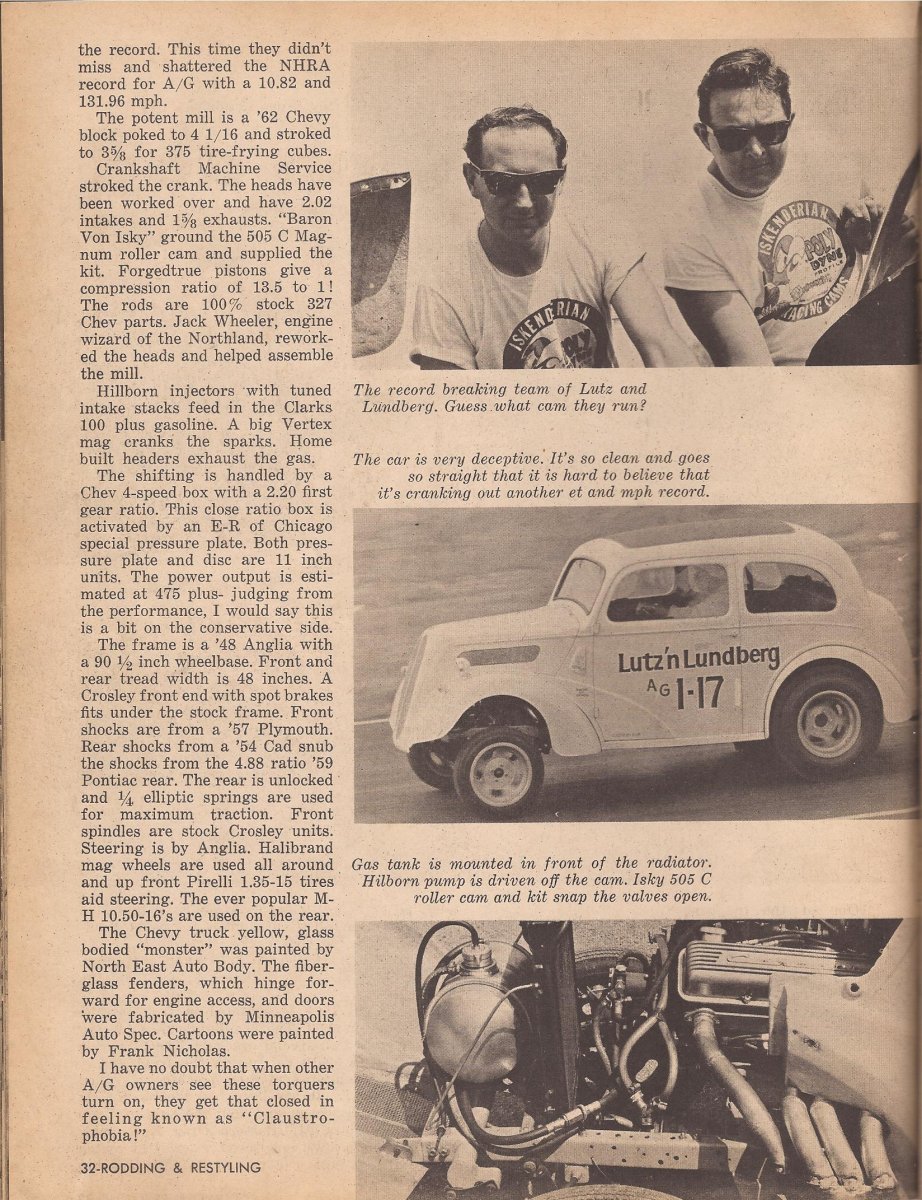 the record. This time they didn't
miss and shattered the NHRA
record for A/G with a 10.82 and
131.96 mph.
The potent mill is a '62 Chevy
block poked to 4 1/16 and stroked
to 3⅝ for 375 tire-frying cubes.
Crankshaft Machine Service
stroked the crank. The heads have
been worked over and have 2.02
intakes and 1⅝ exhausts. "Baron
Von Isky" ground the 505 C Mag-
num roller cam and supplied the
kit. Forgedtrue pistons give a
compression ratio of 13.5 to 1!
The rods are 100% stock 327
Chev parts. Jack Wheeler, engine
wizard of the Northland, rework-
ed the heads and helped assemble
the mill.
Hillborn injectors with tuned
intake stacks feed in the Clarks
100 plus gasoline. A big Vertex
mag cranks the sparks. Home
built headers exhaust the gas.
The shifting is handled by a
Chev 4-speed box with a 2.20 first
gear ratio. This close ratio box is
activated by an E-R of Chicago
special pressure plate. Both pres-
sure plate and disc are 11 inch
units. The power output is esti-
mated at 475 plus- judging from
the performance, I would say this
is a bit on the conservative side.
The frame is a '48 Anglia with
a 90 ½ inch wheelbase. Front and
rear tread width is 48 inches. A
Crosley front end with spot brakes
fits under the stock frame. Front
shocks are from a '57 Plymouth.
Rear shocks from a '54 Cad snub
the shocks from the 4.88 ratio '59
Pontiac rear. The rear is unlocked
and ¼ elliptic springs are used
for maximum traction. Front
spindles are stock Crosley units.
Steering is by Anglia. Halibrand
mag wheels are used all around
and up front Pirelli 1.35-15 tires
aid steering. The ever popular M-
H 10.50-16's are used on the rear.
The Chevy truck yellow, glass
bodied "monster" was painted by
North East Auto Body. The fiber-
glass fenders, which hinge for-
ward for engine access, and doors
were fabricated by Minneapolis
Auto Spec. Cartoons were painted
by Frank Nicholas.
I have no doubt that when other
A/G owners see these torquers
turn on, they get that closed in
feeling known as "Claustro-
phobia!"
32-RODDING & RESTYLING
ISKENDERIAN
POLY
ISKENDERIAN
POLY
DYNE
PROFILE
RACING CAMS
The record breaking team of Lutz and
Lundberg. Guess what cam they run?
The car is very deceptive. It's so clean and goes
so straight that it is hard to believe that
it's cranking out another et and mph record.
Lutz'n Lundberg
A G 1-17
Gas tank is mounted in front of the radiator.
Hilborn pump is driven off the cam. Isky 505 C
roller cam and kit snap the valves open.